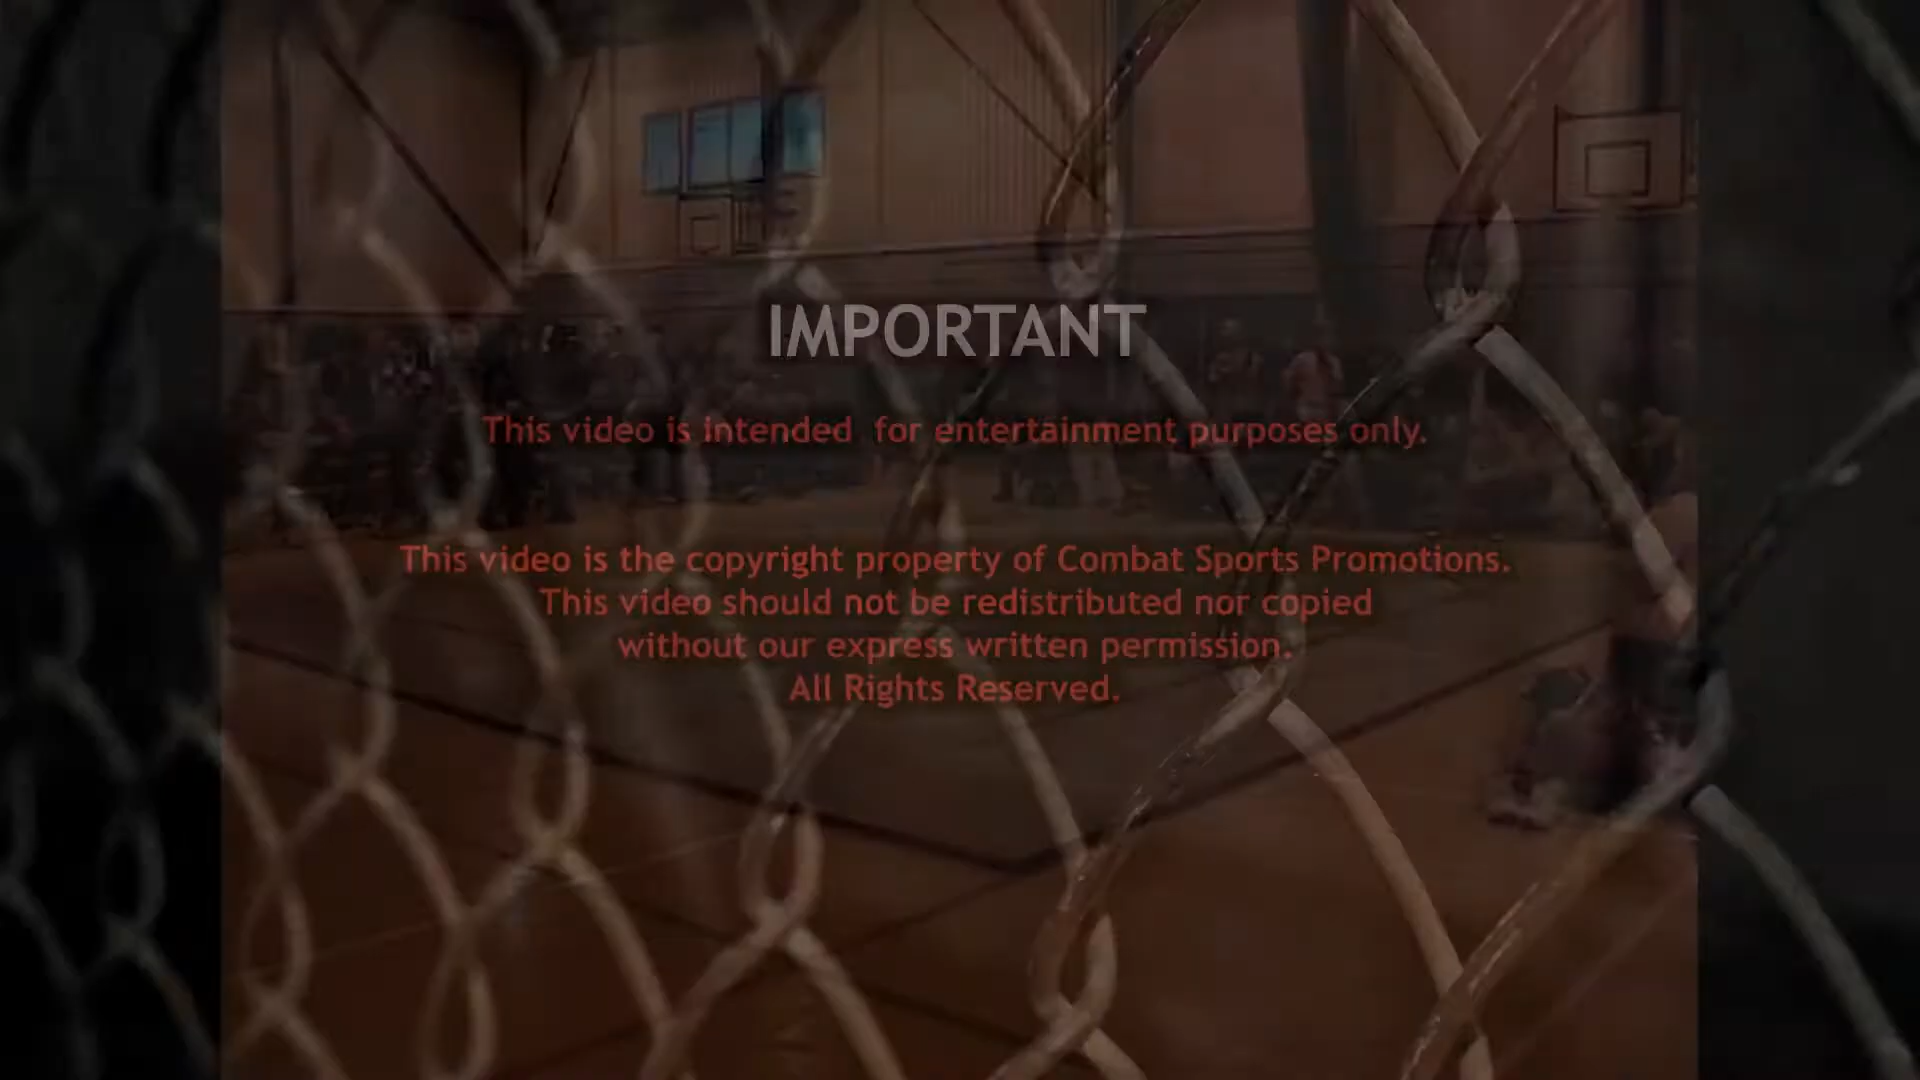 IMPORTANT
This video is intended for entertainment purposes only.
This video is the copyright property of Combat Sports Promotions.
This video should not be redistributed nor copied
without our express written permission.
All Rights Reserved.